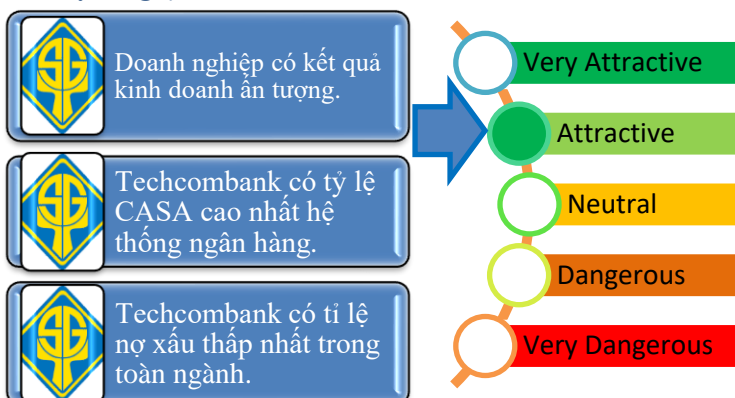 Doanh nghiệp có kết quả
kinh doanh ấn tượng.
Techcombank có tỷ lệ
CASA cao nhất hệ
thống ngân hàng.
Techcombank có tỉ lệ
nợ xấu thấp nhất trong
toàn ngành.
Very Attractive
Attractive
Neutral
Dangerous
Very Dangerous